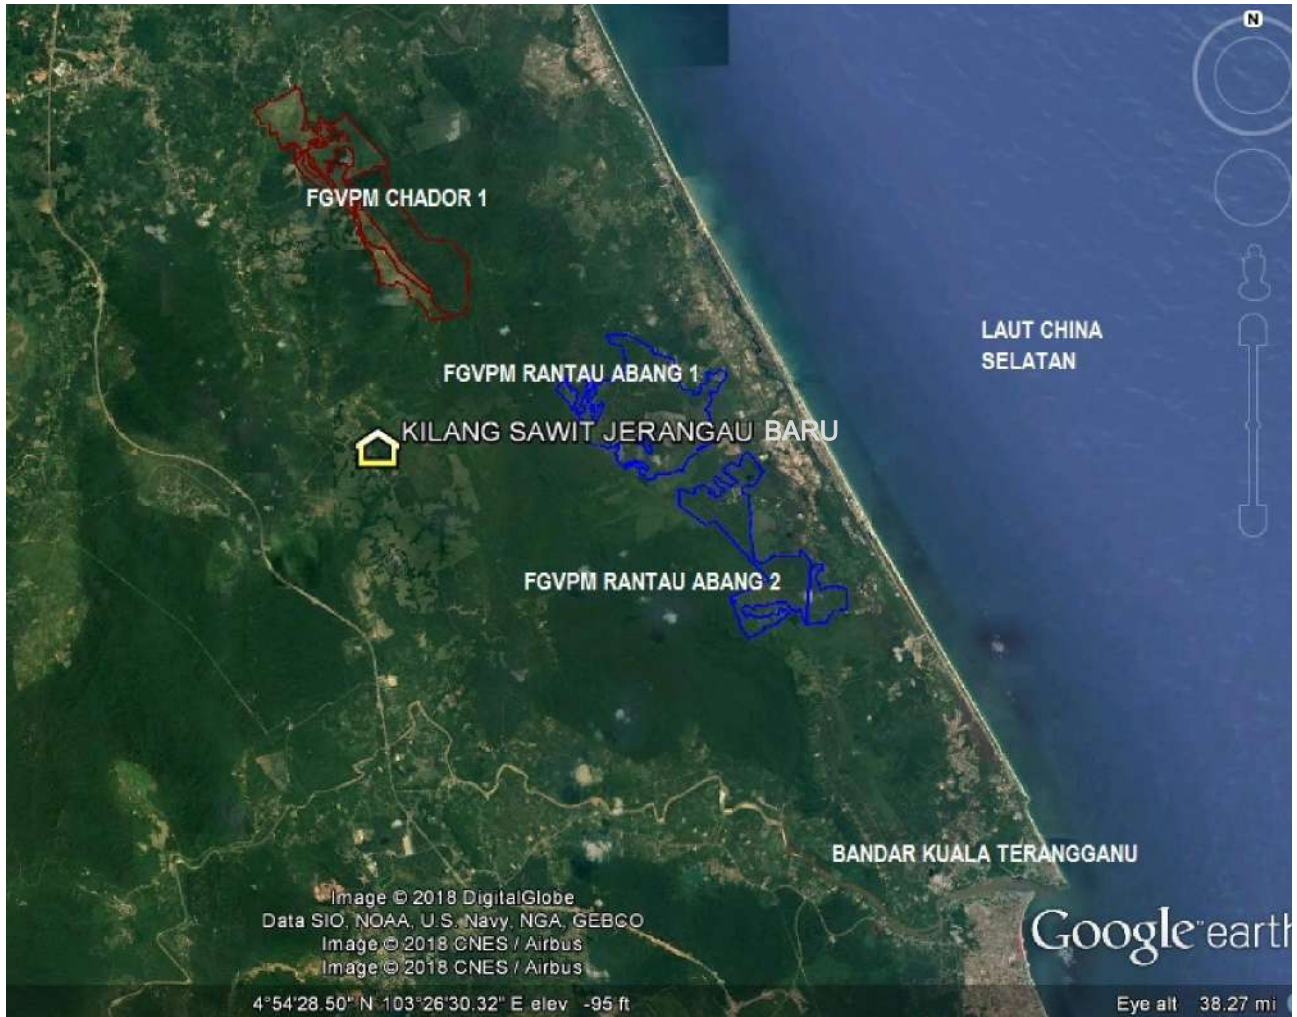 N
FGVPM CHADOR 1
LAUT CHINA
SELATAN
FGVPM RANTAU ABANG 1
KILANG SAWIT JERANGAU BARU
FGVPM RANTAU ABANG 2
BANDAR KUALA TERANGGANU
Image © 2018 DigitalGlobe
Data SIO, NOAA, U.S. Navy, NGA, GEBCO
Image © 2018 CNES / Airbus
Image © 2018 CNES / Airbus
Google earth
4°54'28.50" N 103°26'30.32" E elev -95 ft
Eye alt 38.27 mi